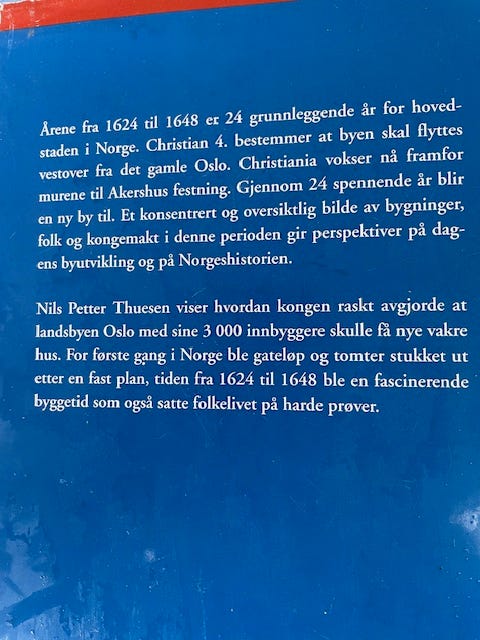 Årene fra 1624 til 1648 er 24 grunnleggende år for hoved-
staden i Norge. Christian 4. bestemmer at byen skal flyttes
vestover fra det gamle Oslo. Christiania vokser nå framfor
murene til Akershus festning. Gjennom 24 spennende år blir
en ny by til. Et konsentrert og oversiktlig bilde av bygninger,
folk og kongemakt i denne perioden gir perspektiver på dag-
ens byutvikling og på Norgeshistorien.
Nils Petter Thuesen viser hvordan kongen raskt avgjorde at
landsbyen Oslo med sine 3 000 innbyggere skulle få nye vakre
hus. For første gang i Norge ble gateløp og tomter stukket ut
etter en fast plan, tiden fra 1624 til 1648 ble en fascinerende
byggetid som også satte folkelivet på harde prøver.